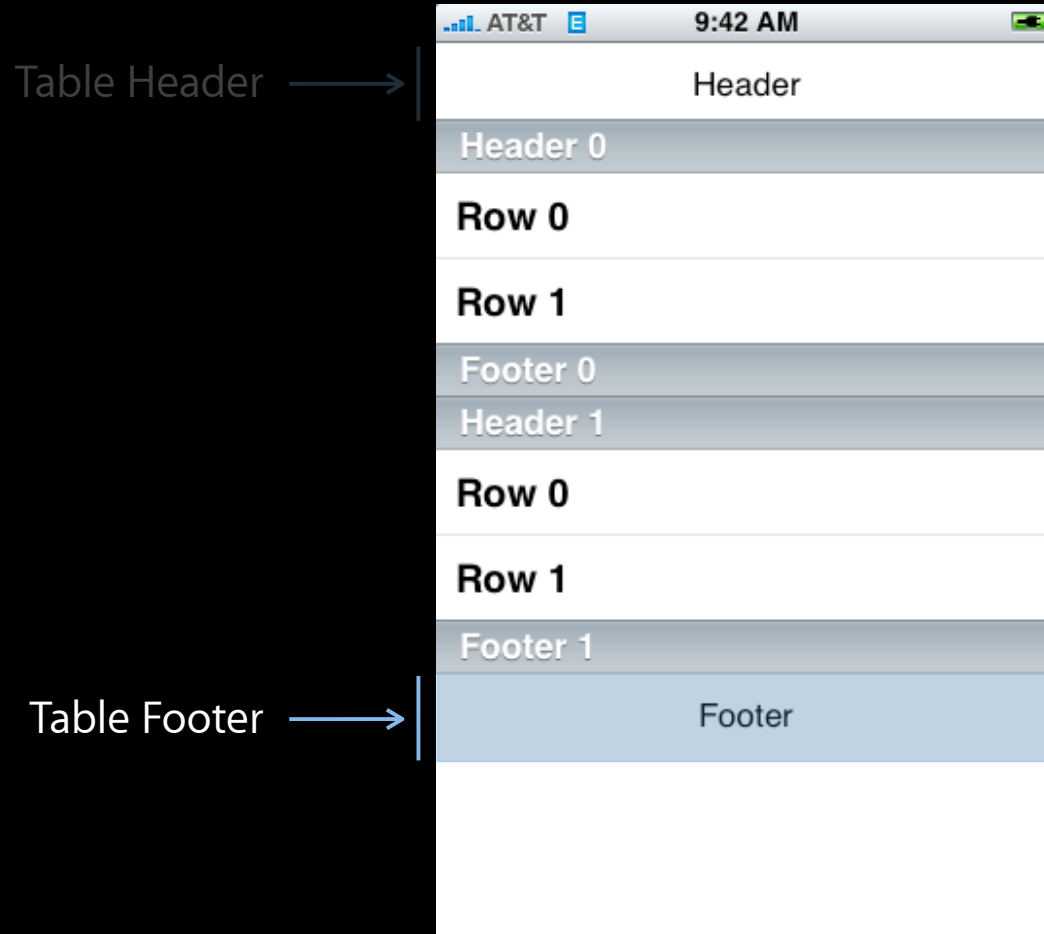 AT&T E 9:42 AM
Table Header
Header
Header 0
Row 0
Row 1
Footer 0
Header 1
Row 0
Row 1
Footer 1
Table Footer
Footer